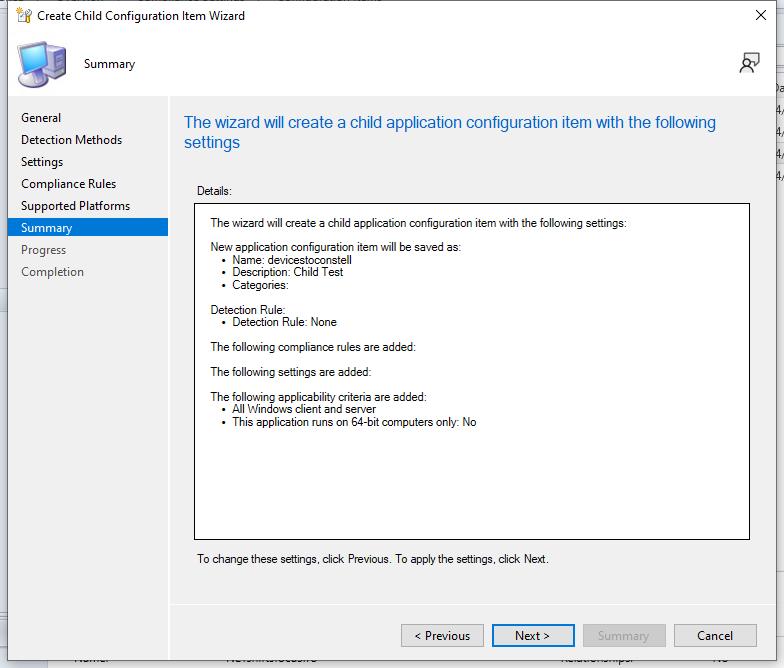 Create Child Configuration Item Wizard
Summary
General
Detection Methods
Settings
Compliance Rules
Supported Platforms
Summary
Progress
Completion
The wizard will create a child application configuration item with the following
settings
Details:
The wizard will create a child application configuration item with the following settings:
New application configuration item will be saved as:
• Name: devicestoconstell
• Description: Child Test
• Categories:
Detection Rule:
• Detection Rule: None
The following compliance rules are added:
The following settings are added:
The following applicability criteria are added:
• All Windows client and server
• This application runs on 64-bit computers only: No
To change these settings, click Previous. To apply the settings, click Next.
< Previous
Next >
Summary
Cancel